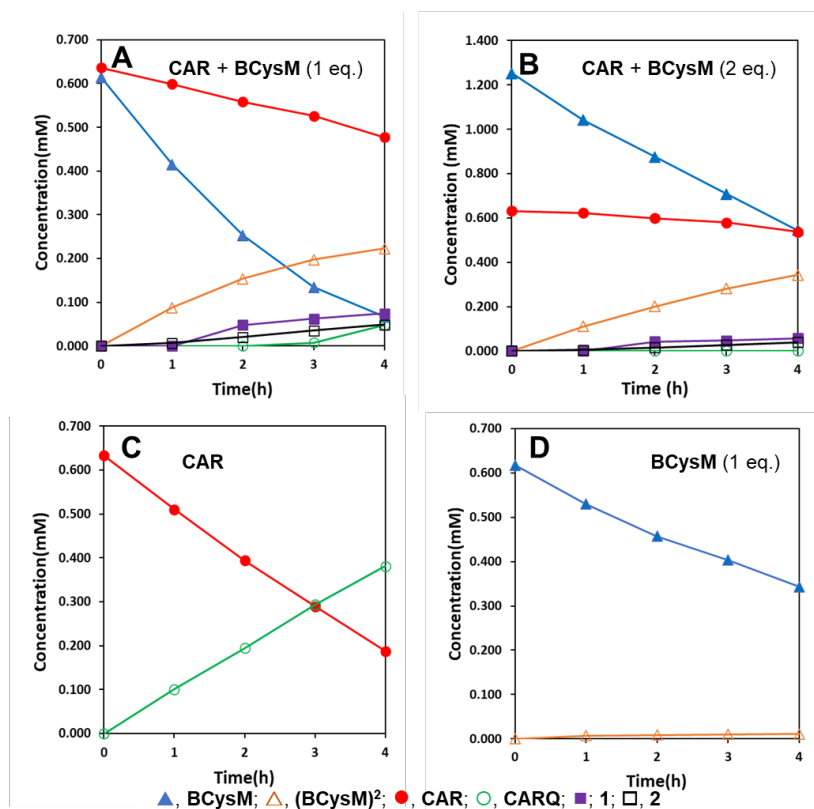 A
CAR + BCysM (1 eq.)
Concentration(mM)
0.700
0.600
0.500
0.400
0.300
0.200
0.100
0.000
0 1 2 3 4
Time(h)
B
CAR + BCysM (2 eq.)
Concentration (mM)
1.400
1.200
1.000
0.800
0.600
0.400
0.200
0.000
0 1 2 3 4
Time (h)
C
CAR
Concentration(mM)
0.700
0.600
0.500
0.400
0.300
0.200
0.100
0.000
0 1 2 3 4
Time(h)
D
BCysM (1 eq.)
Concentration(mM)
0.700
0.600
0.500
0.400
0.300
0.200
0.100
0.000
0 1 2 3 4
Time(h)
▲, BCysM; △, (BCysM)²; ●, CAR; ○, CARQ; ■, 1; □, 2